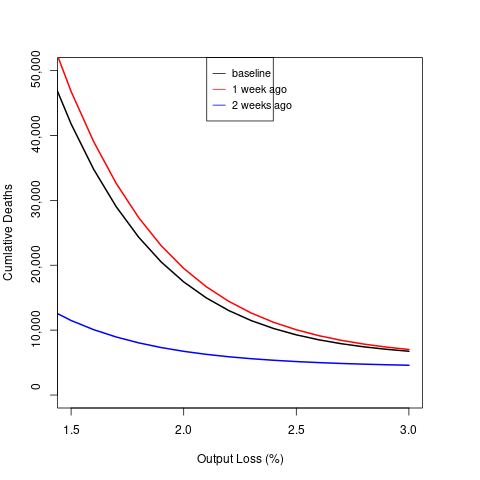 baseline
1 week ago
2 weeks ago
50,000
40,000
30,000
20,000
10,000
0
Cumlative Deaths
1.5 2.0 2.5 3.0
Output Loss (%)